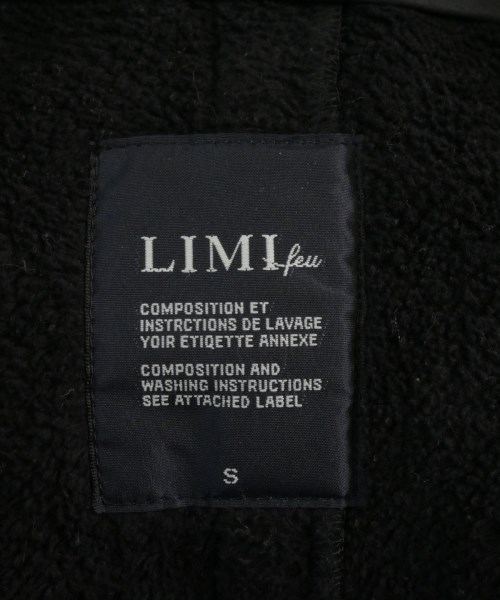 LIMI feu
COMPOSITION ET
INSTRCTIONS DE LAVAGE
YOIR ETIQETTE ANNEXE
COMPOSITION AND
WASHING INSTRUCTIONS
SEE ATTACHED LABEL
S